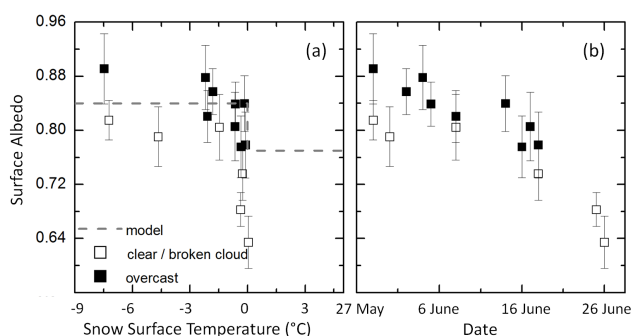 0.96
0.88
0.80
0.72
0.64
Surface Albedo
(a)
model
clear / broken cloud
overcast
-9
-6
-3
0
3
Snow Surface Temperature (°C)
(b)
27 May
6 June
16 June
26 June
Date